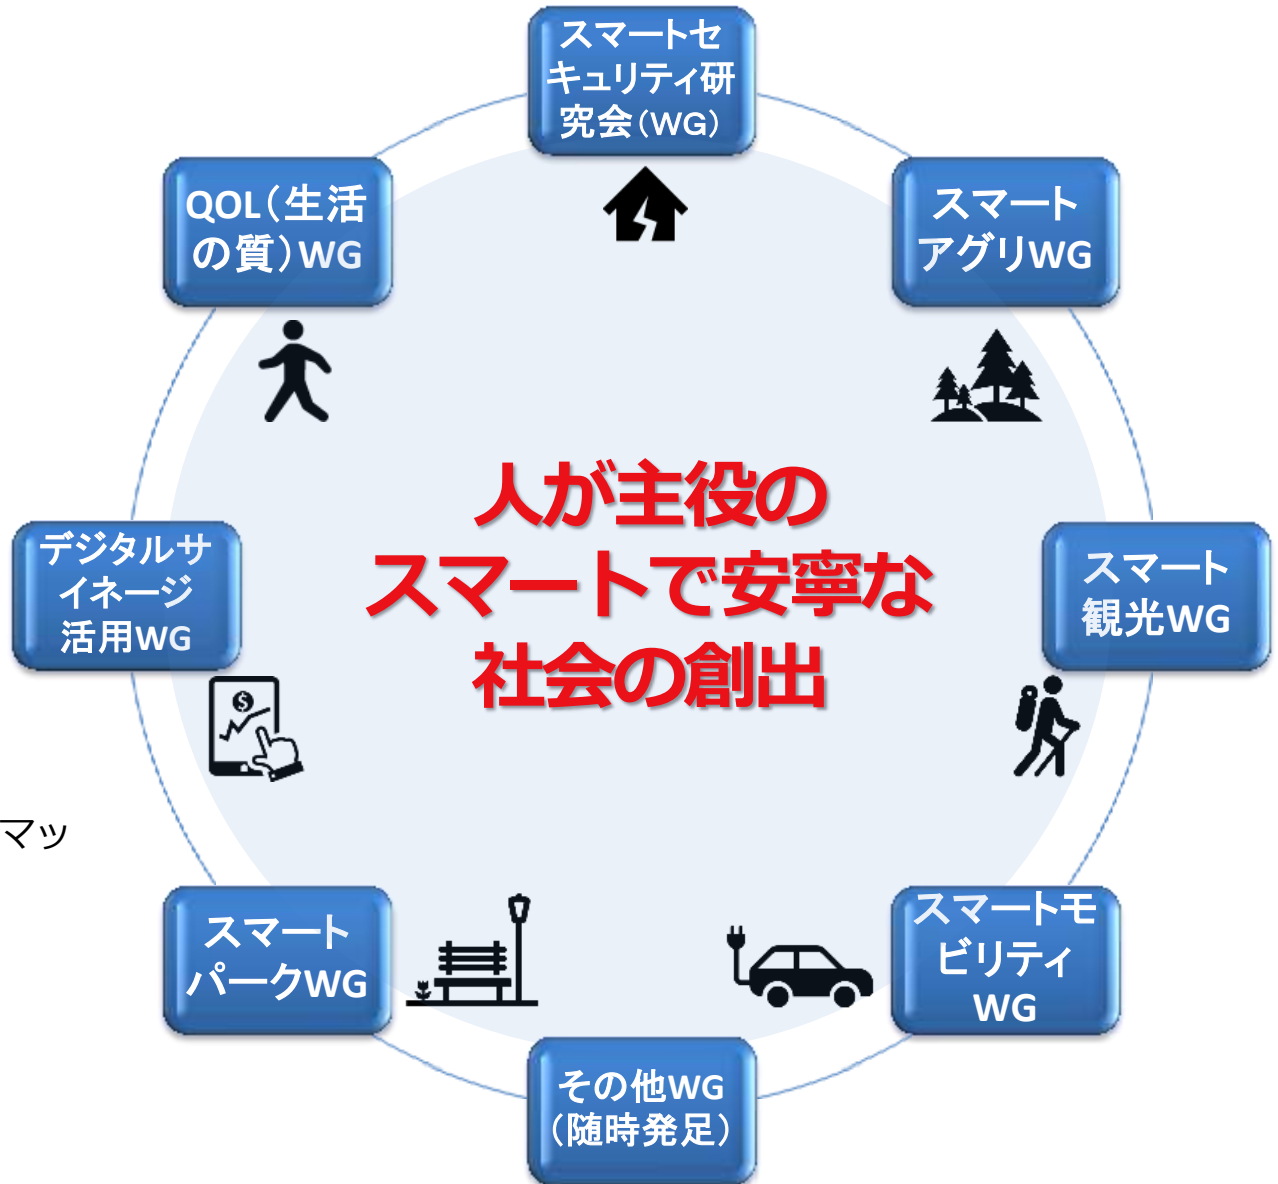 スマートセ
キュリティ研
究会（WG）
QOL（生活
の質）WG
スマート
アグリWG
人が主役の
スマートで安寧な
社会の創出
デジタルサ
イネージ
活用WG
スマート
観光WG
マッ
スマート
パークWG
スマートモ
ビリティ
WG
その他WG
（随時発足）